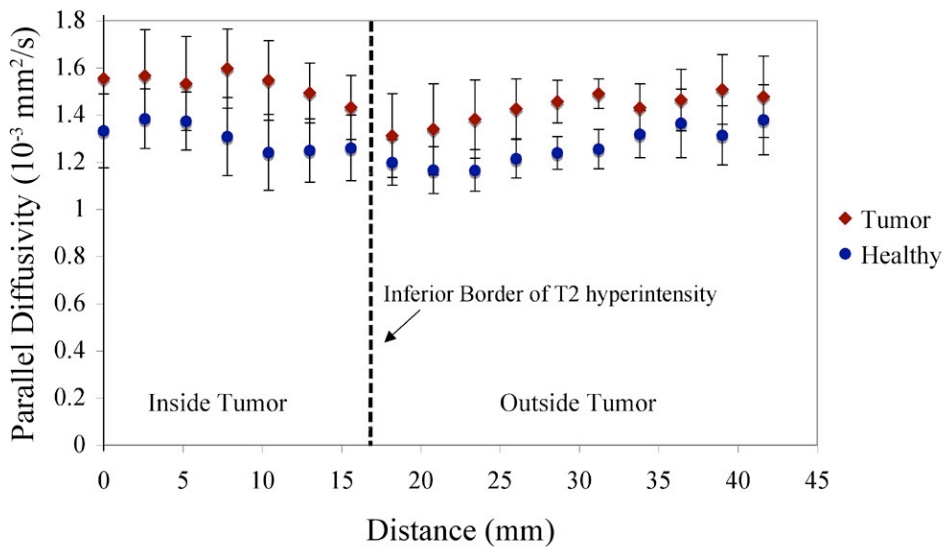 Parallel Diffusivity (10⁻³ mm²/s)
1.8
1.6
1.4
1.2
1
0.8
0.6
0.4
0.2
0
Inferior Border of T2 hyperintensity
Inside Tumor
Outside Tumor
0 5 10 15 20 25 30 35 40 45
Distance (mm)
Tumor
Healthy